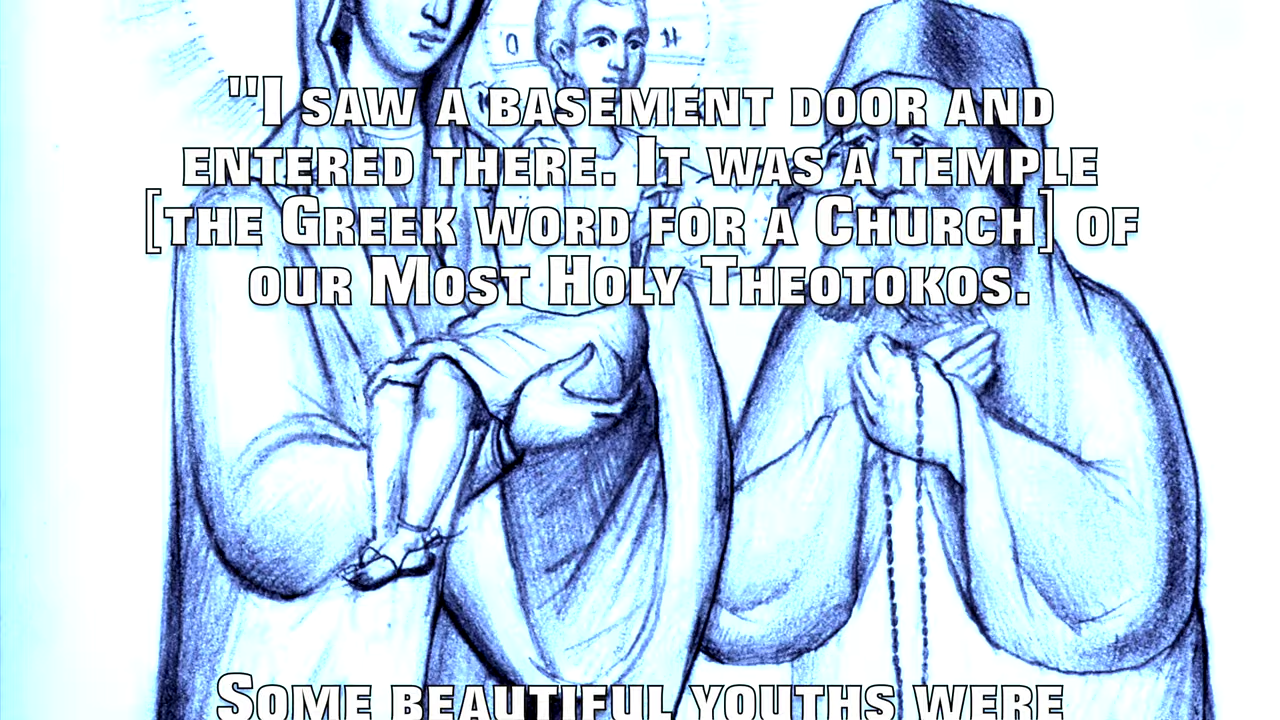 "I saw a basement door and
entered there. It was a temple
[the Greek word for a Church] of
our Most Holy Theotokos.
Some beautiful youths were
Ὁ Ν